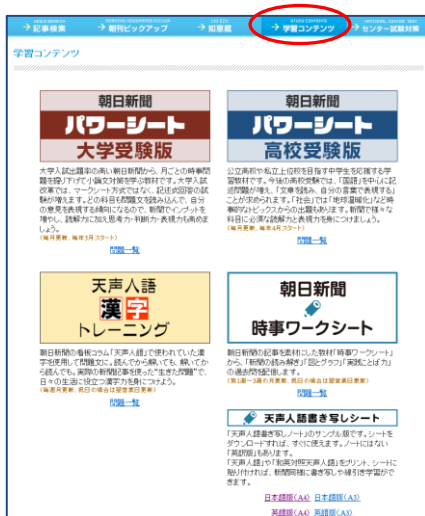 記事検索
朝刊ピックアップ
知恵蔵
学習コンテンツ
センター試験対策
学習コンテンツ
朝日新聞
パワーシート
大学受験版
大学入試出題率の高い朝日新聞から、月ごとの時事問
題を掘り下げて小論文対策を学ぶ教材です。大学入試
改革では、マークシート方式ではなく、記述式回答の試
験が増えます。どの科目も問題文を読み込んで、自分
の意見を表現する傾向になるので、新聞でインプットを
増やし、読解力に加え思考力・判断力・表現力も高めま
しょう。
(毎月更新、毎年3月スタート)
問題一覧
朝日新聞
パワーシート
高校受験版
公立高校や私立上位校を目指す中学生を応援する学
習教材です。今後の高校受験では、「国語」を中心に記
述問題が増え、「文章を読み、自分の言葉で表現する」
ことが求められます。「社会」では「地球温暖化」など時
事的なトピックスからの出題もあります。新聞で様々な
科目に必須な読解力と表現力を身につけましょう。
(毎月更新、毎年4月スタート)
問題一覧
天声人語
漢字
トレーニング
朝日新聞の看板コラム「天声人語」で使われていた漢
字を使用して問題文に。読んでから解いても、解いてか
ら読んでも。実際の新聞記事を使った“生きた問題”で、
日々の生活に役立つ漢字力を身につけよう。
(毎週月更新、祝日の場合は翌営業日更新)
問題一覧
朝日新聞
時事ワークシート
朝日新聞の記事を素材にした教材「時事ワークシート」
から、「新聞の読み解き」「図とグラフ」「実践ことば力」
の過去問を配信します。
(第1週~3週の月更新、祝日の場合は翌営業日更新)
問題一覧
天声人語書き写しシート
「天声人語書き写しノート」のサンプル版です。シートを
ダウンロードすれば、すぐに使えます。ノートにはない
「英訳版」もあります。
「天声人語」や「和英対照天声人語」をプリント、シートに
貼り付ければ、新聞同様に書き写しや線引き学習がで
きます。
日本語版(A4) 日本語版(A3)
英語版(A4) 英語版(A3)